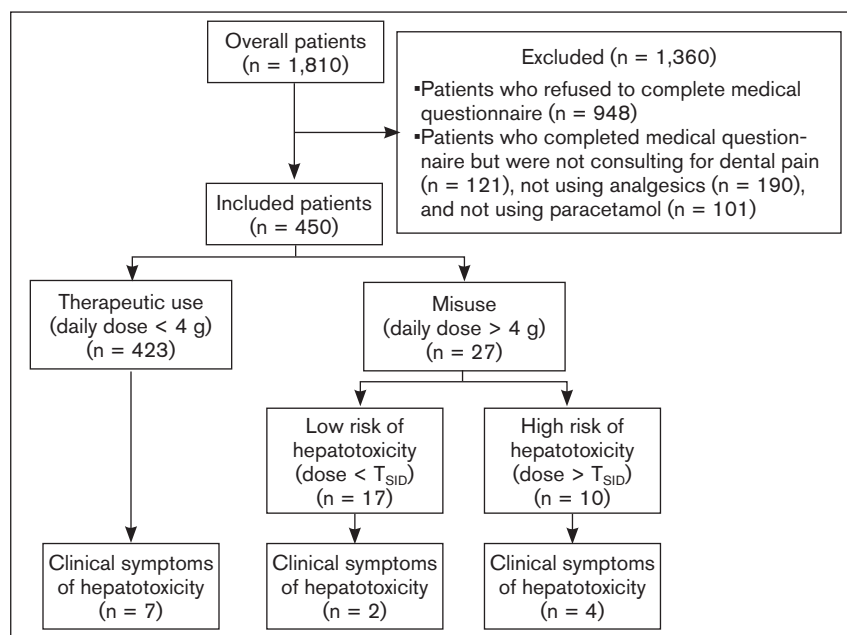 Overall patients
(n = 1,810)
Excluded (n = 1,360)
▪Patients who refused to complete medical
questionnaire (n = 948)
▪Patients who completed medical question-
naire but were not consulting for dental pain
(n = 121), not using analgesics (n = 190),
and not using paracetamol (n = 101)
Included patients
(n = 450)
Therapeutic use
(daily dose < 4 g)
(n = 423)
Misuse
(daily dose > 4 g)
(n = 27)
Low risk of
hepatotoxicity
(dose < TSID)
(n = 17)
High risk of
hepatotoxicity
(dose > TSID)
(n = 10)
Clinical symptoms
of hepatotoxicity
(n = 7)
Clinical symptoms
of hepatotoxicity
(n = 2)
Clinical symptoms
of hepatotoxicity
(n = 4)